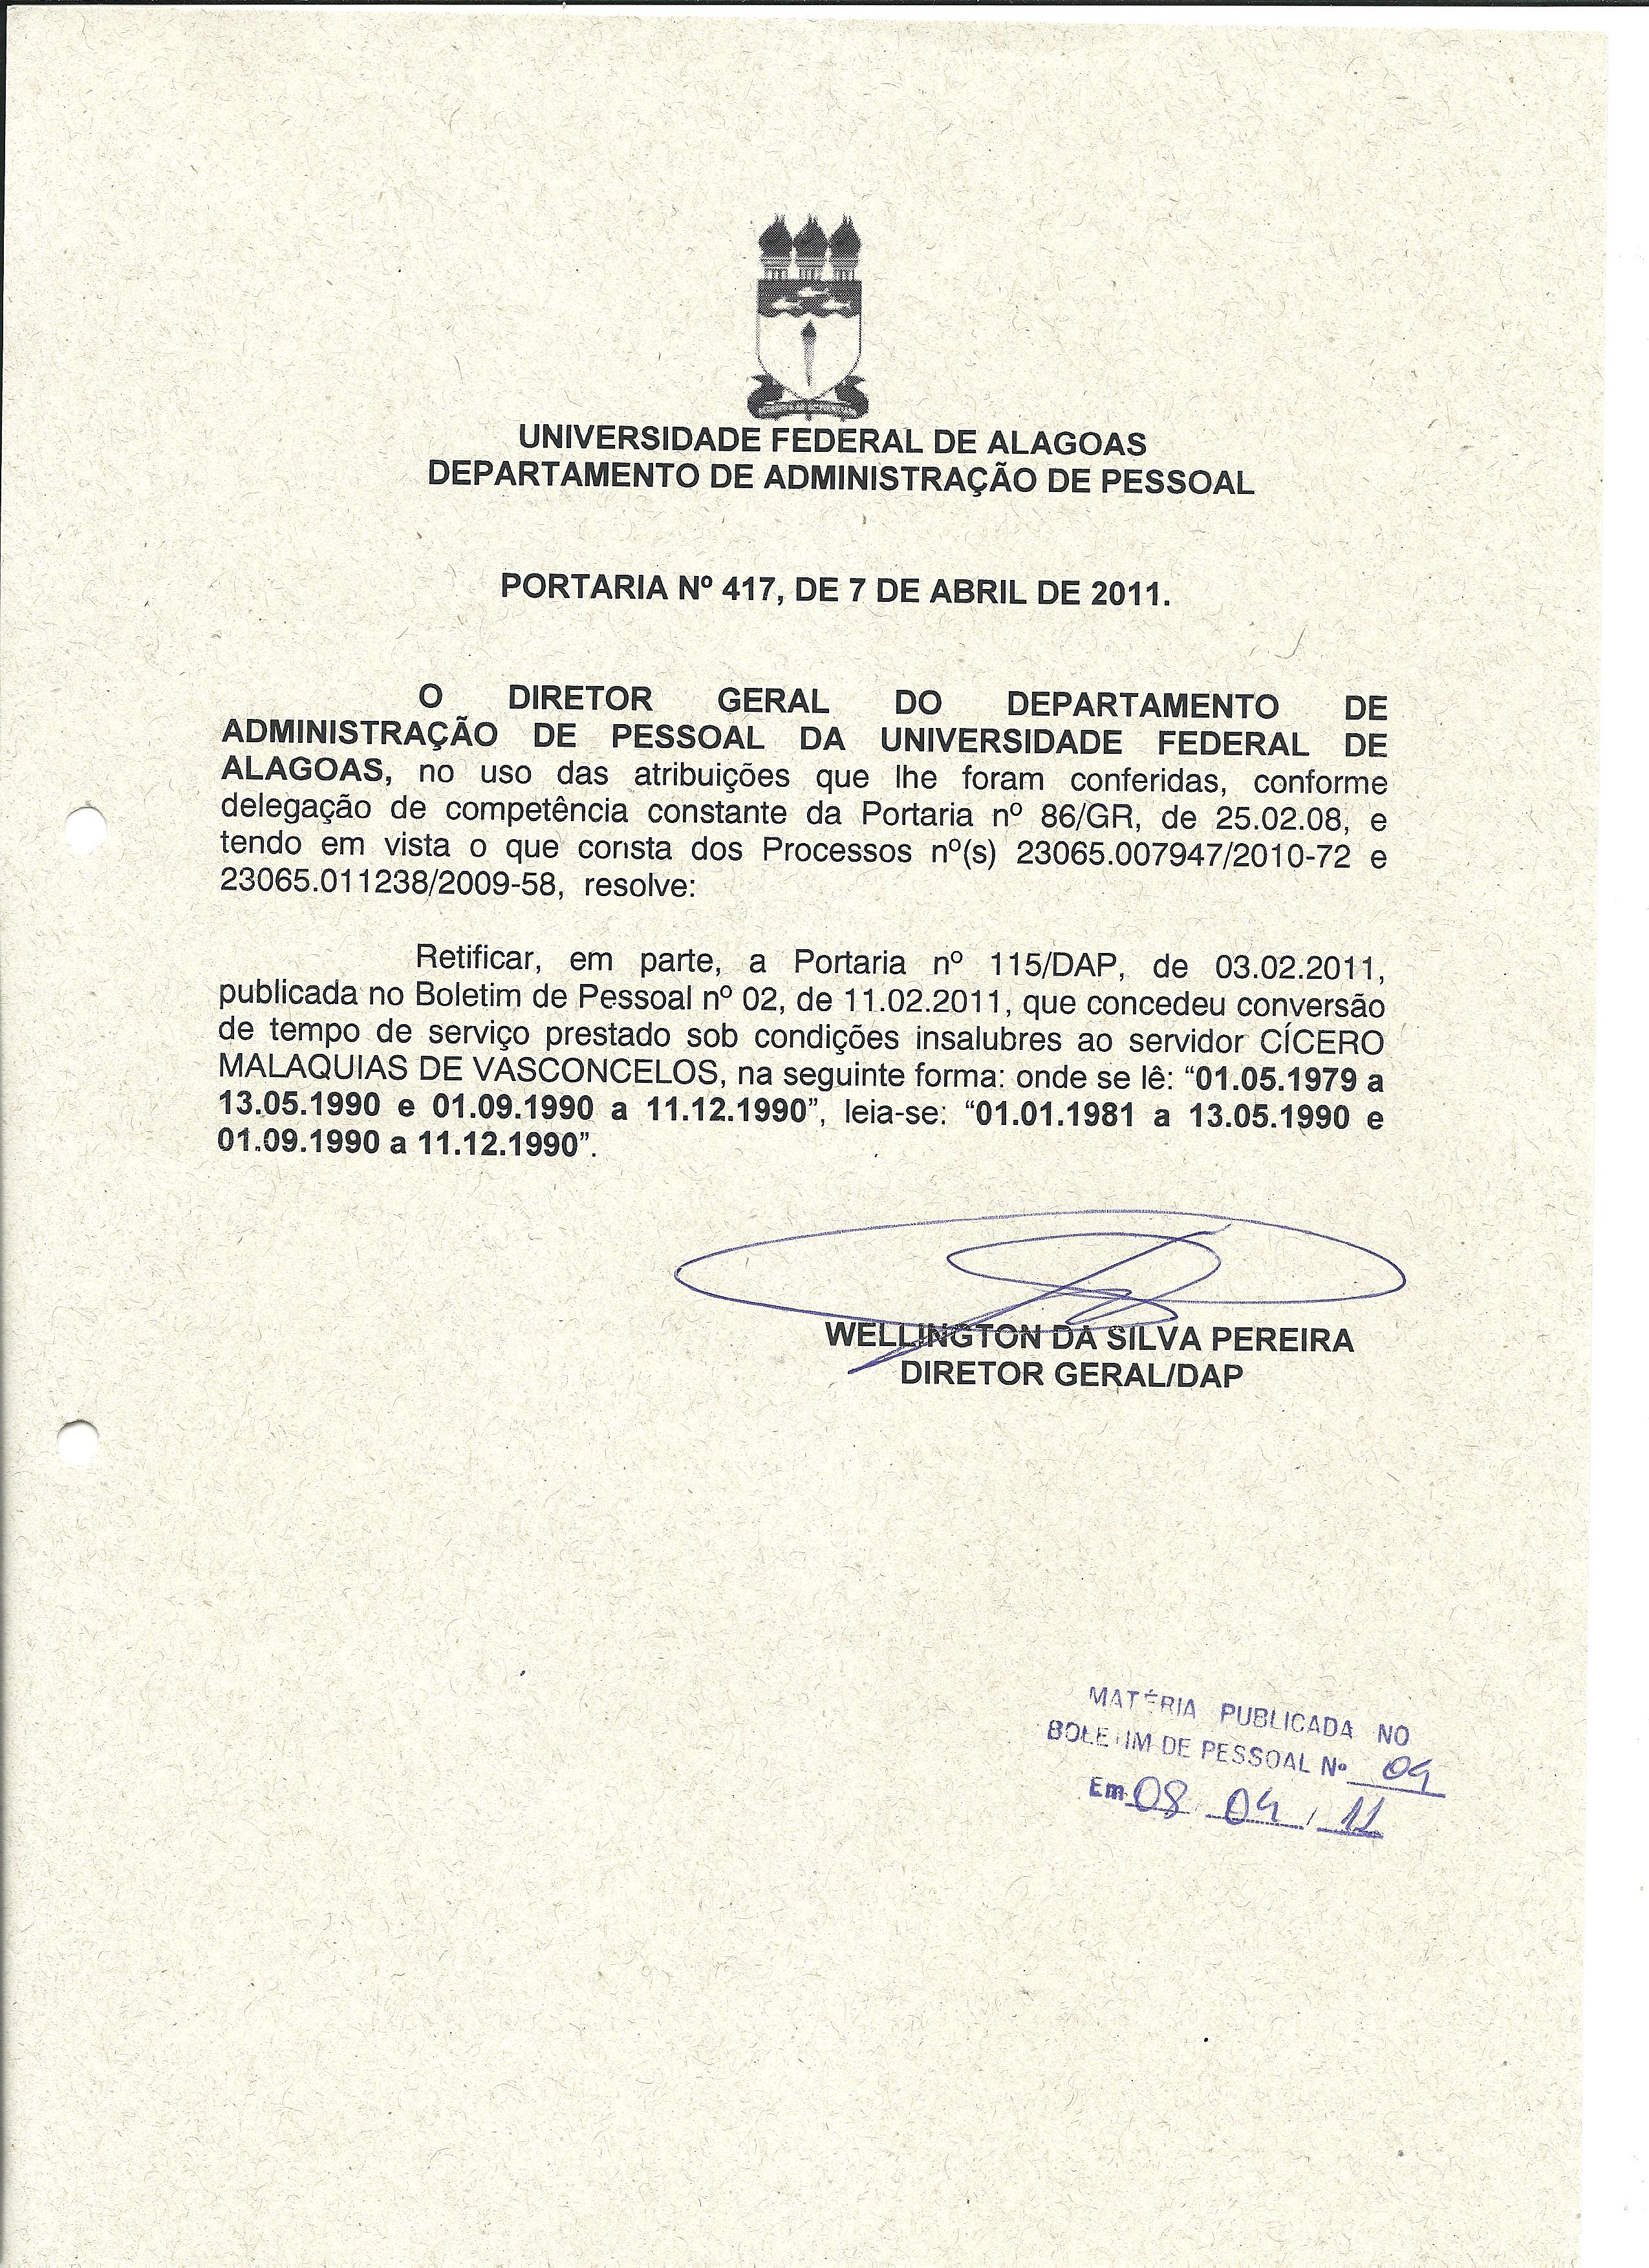 UNIVERSIDADE FEDERAL DE ALAGOAS
DEPARTAMENTO DE ADMINISTRAÇÃO DE PESSOAL
PORTARIA Nº 417, DE 7 DE ABRIL DE 2011.
O DIRETOR GERAL DO DEPARTAMENTO DE
ADMINISTRAÇÃO DE PESSOAL DA UNIVERSIDADE FEDERAL DE
ALAGOAS, no uso das atribuições que lhe foram conferidas, conforme
delegação de competência constante da Portaria nº 86/GR, de 25.02.08, e
tendo em vista o que consta dos Processos nº(s) 23065.007947/2010-72 e
23065.011238/2009-58, resolve:
Retificar, em parte, a Portaria nº 115/DAP, de 03.02.2011,
publicada no Boletim de Pessoal nº 02, de 11.02.2011, que concedeu conversão
de tempo de serviço prestado sob condições insalubres ao servidor CÍCERO
MALAQUIAS DE VASCONCELOS, na seguinte forma: onde se lê: “01.05.1979 a
13.05.1990 e 01.09.1990 a 11.12.1990”, leia-se: “01.01.1981 a 13.05.1990 e
01.09.1990 a 11.12.1990”.
WELLINGTON DA SILVA PEREIRA
DIRETOR GERAL/DAP
MATÉRIA PUBLICADA NO
BOLETIM DE PESSOAL Nº 04
Em 08 / 04 / 11